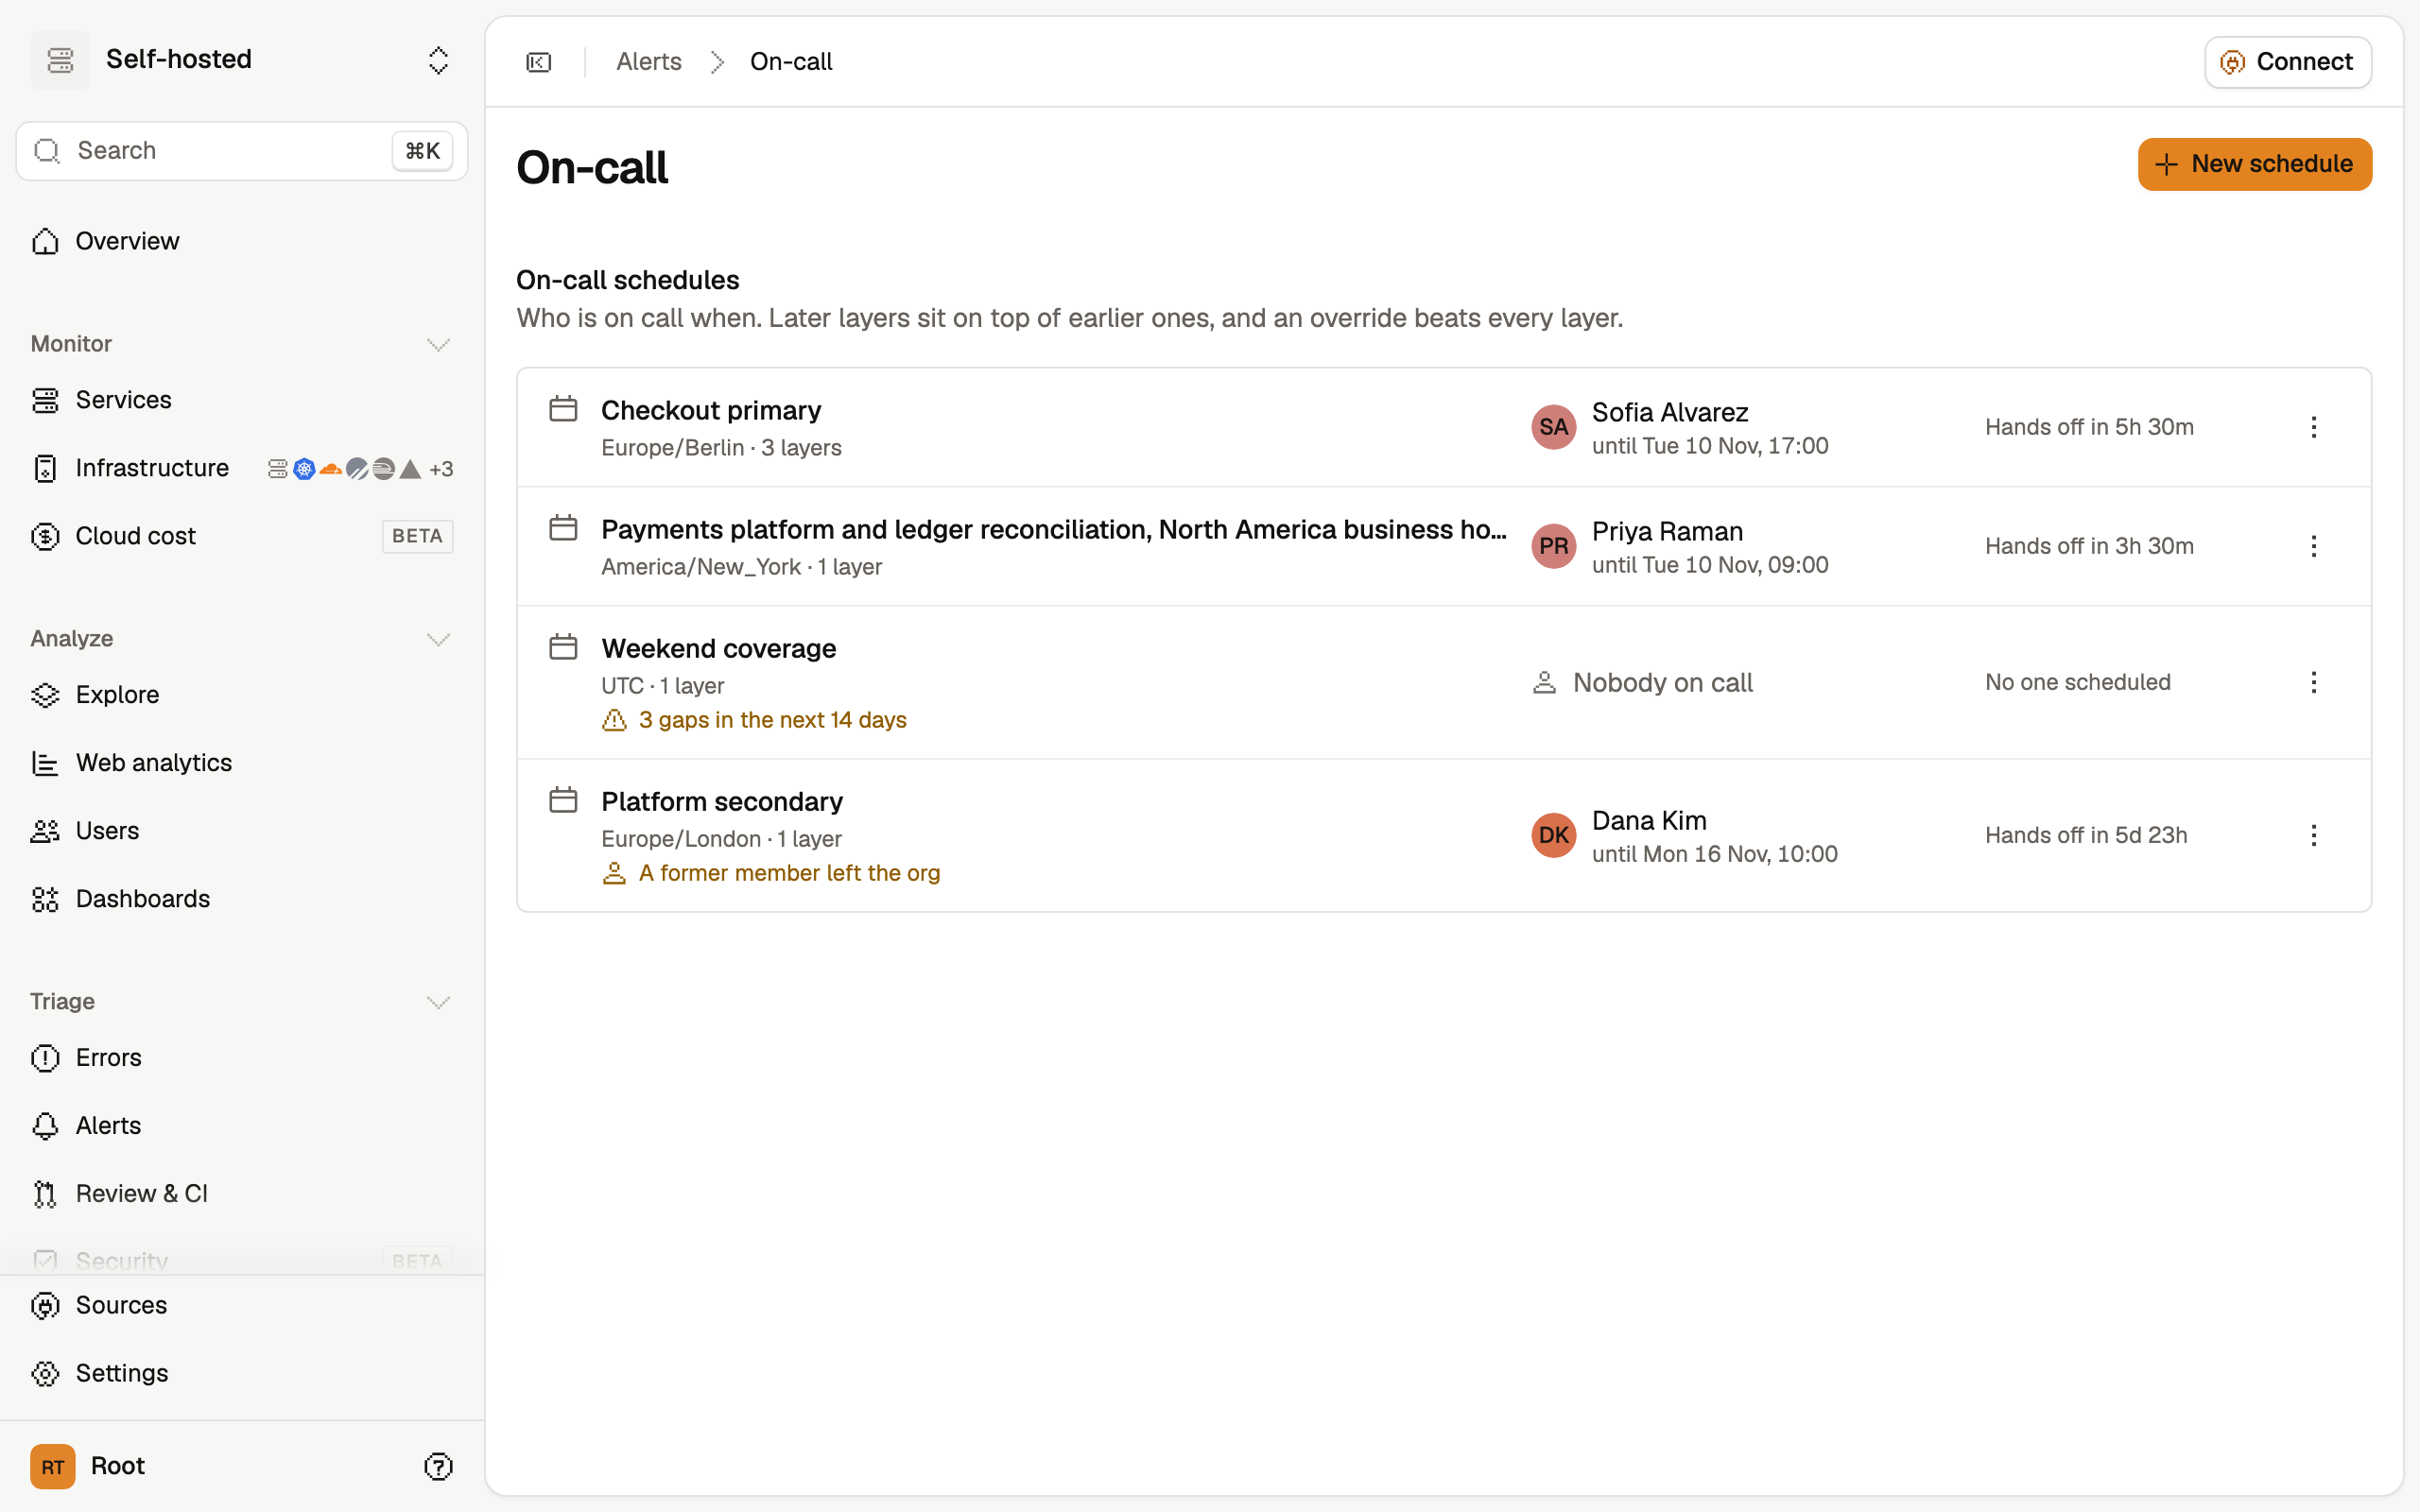 Self-hosted
Search
⌘K
Overview
Monitor
Services
Infrastructure +3
Cloud cost BETA
Analyze
Explore
Web analytics
Users
Dashboards
Triage
Errors
Alerts
Review & CI
Security BETA
Sources
Settings
RT Root
Alerts On-call
Connect
On-call
New schedule
On-call schedules
Who is on call when. Later layers sit on top of earlier ones, and an override beats every layer.
Checkout primary
Europe/Berlin · 3 layers
SA
Sofia Alvarez
until Tue 10 Nov, 17:00
Hands off in 5h 30m
Payments platform and ledger reconciliation, North America business ho...
America/New_York · 1 layer
PR
Priya Raman
until Tue 10 Nov, 09:00
Hands off in 3h 30m
Weekend coverage
UTC · 1 layer
3 gaps in the next 14 days
Nobody on call
No one scheduled
Platform secondary
Europe/London · 1 layer
A former member left the org
DK
Dana Kim
until Mon 16 Nov, 10:00
Hands off in 5d 23h